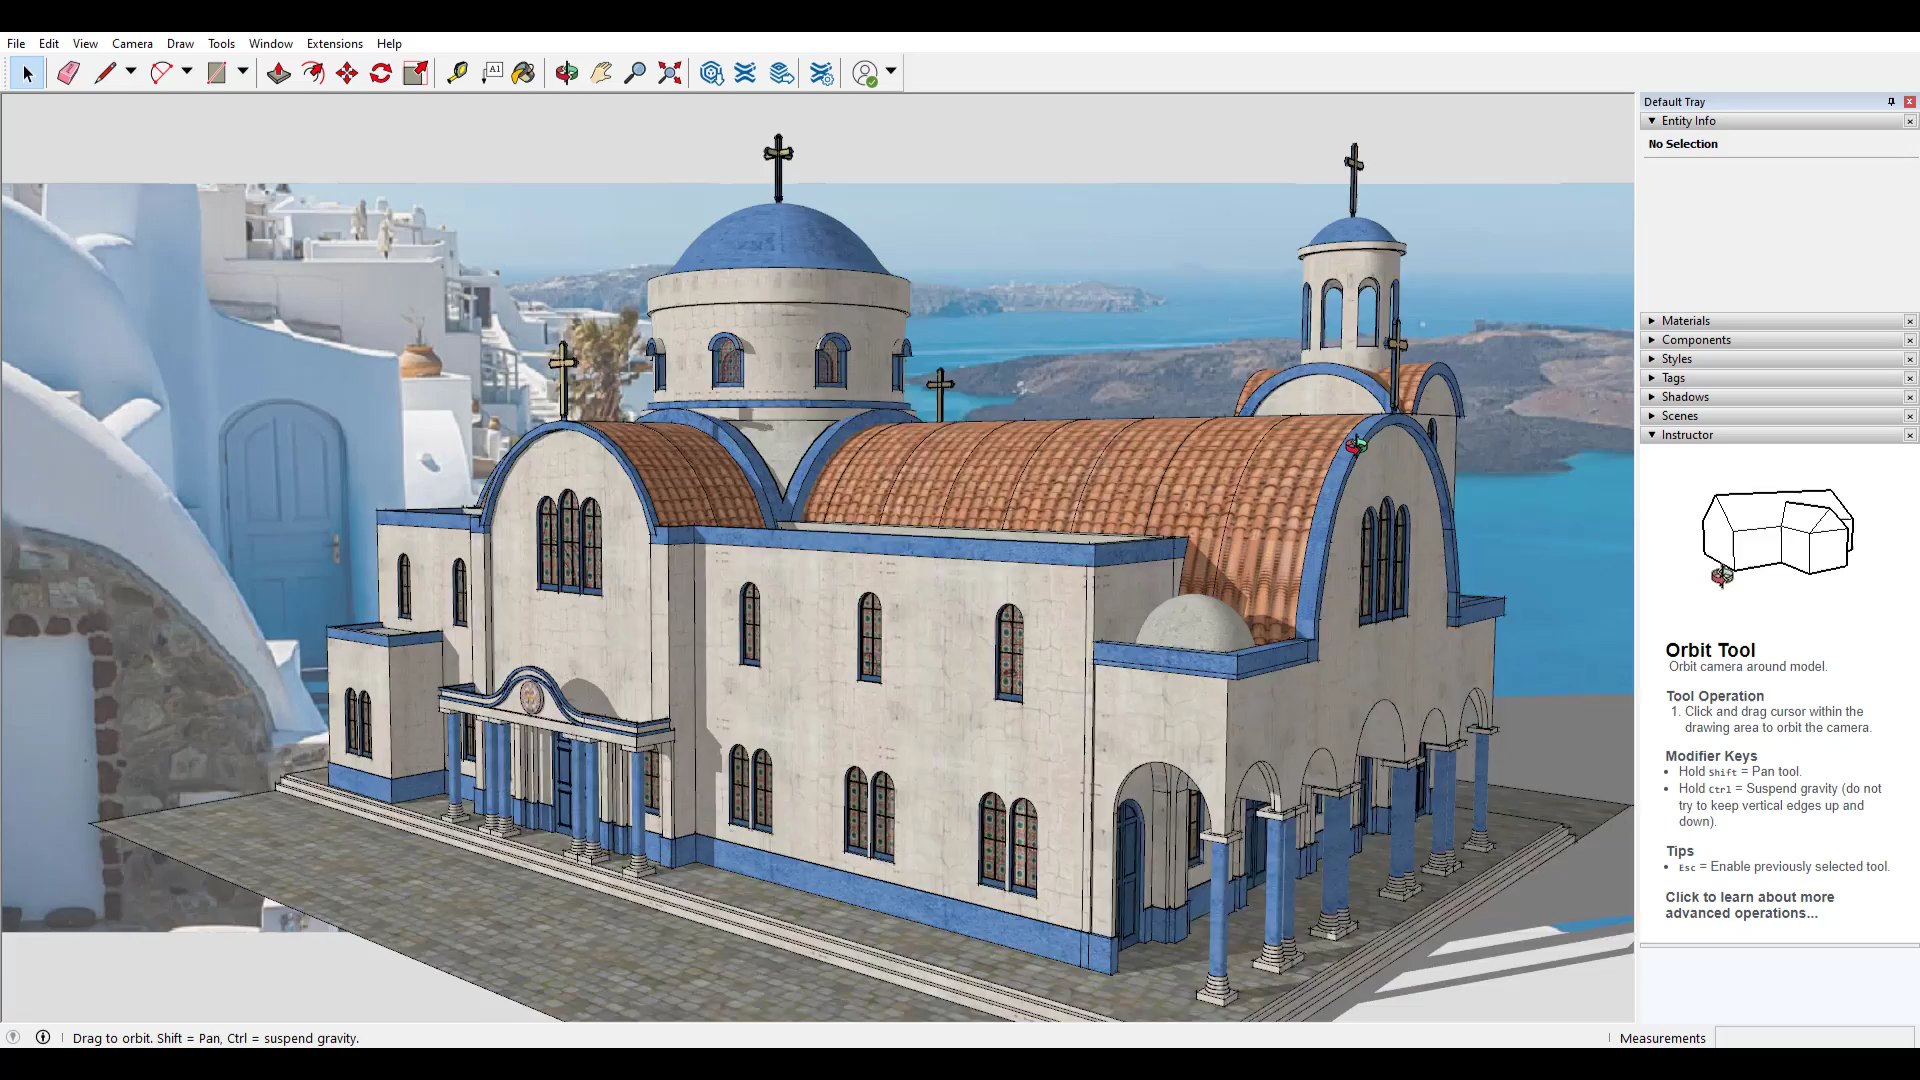 File Edit View Camera Draw Tools Window Extensions Help
A1
Default Tray
Entity Info
No Selection
Materials
Components
Styles
Tags
Shadows
Scenes
Instructor
Orbit Tool
Orbit camera around model.
Tool Operation
1. Click and drag cursor within the
drawing area to orbit the camera.
Modifier Keys
• Hold Shift = Pan tool.
• Hold Ctrl = Suspend gravity (do not
try to keep vertical edges up and
down).
Tips
• Esc = Enable previously selected tool.
Click to learn about more
advanced operations...
Drag to orbit. Shift = Pan, Ctrl = suspend gravity.
Measurements